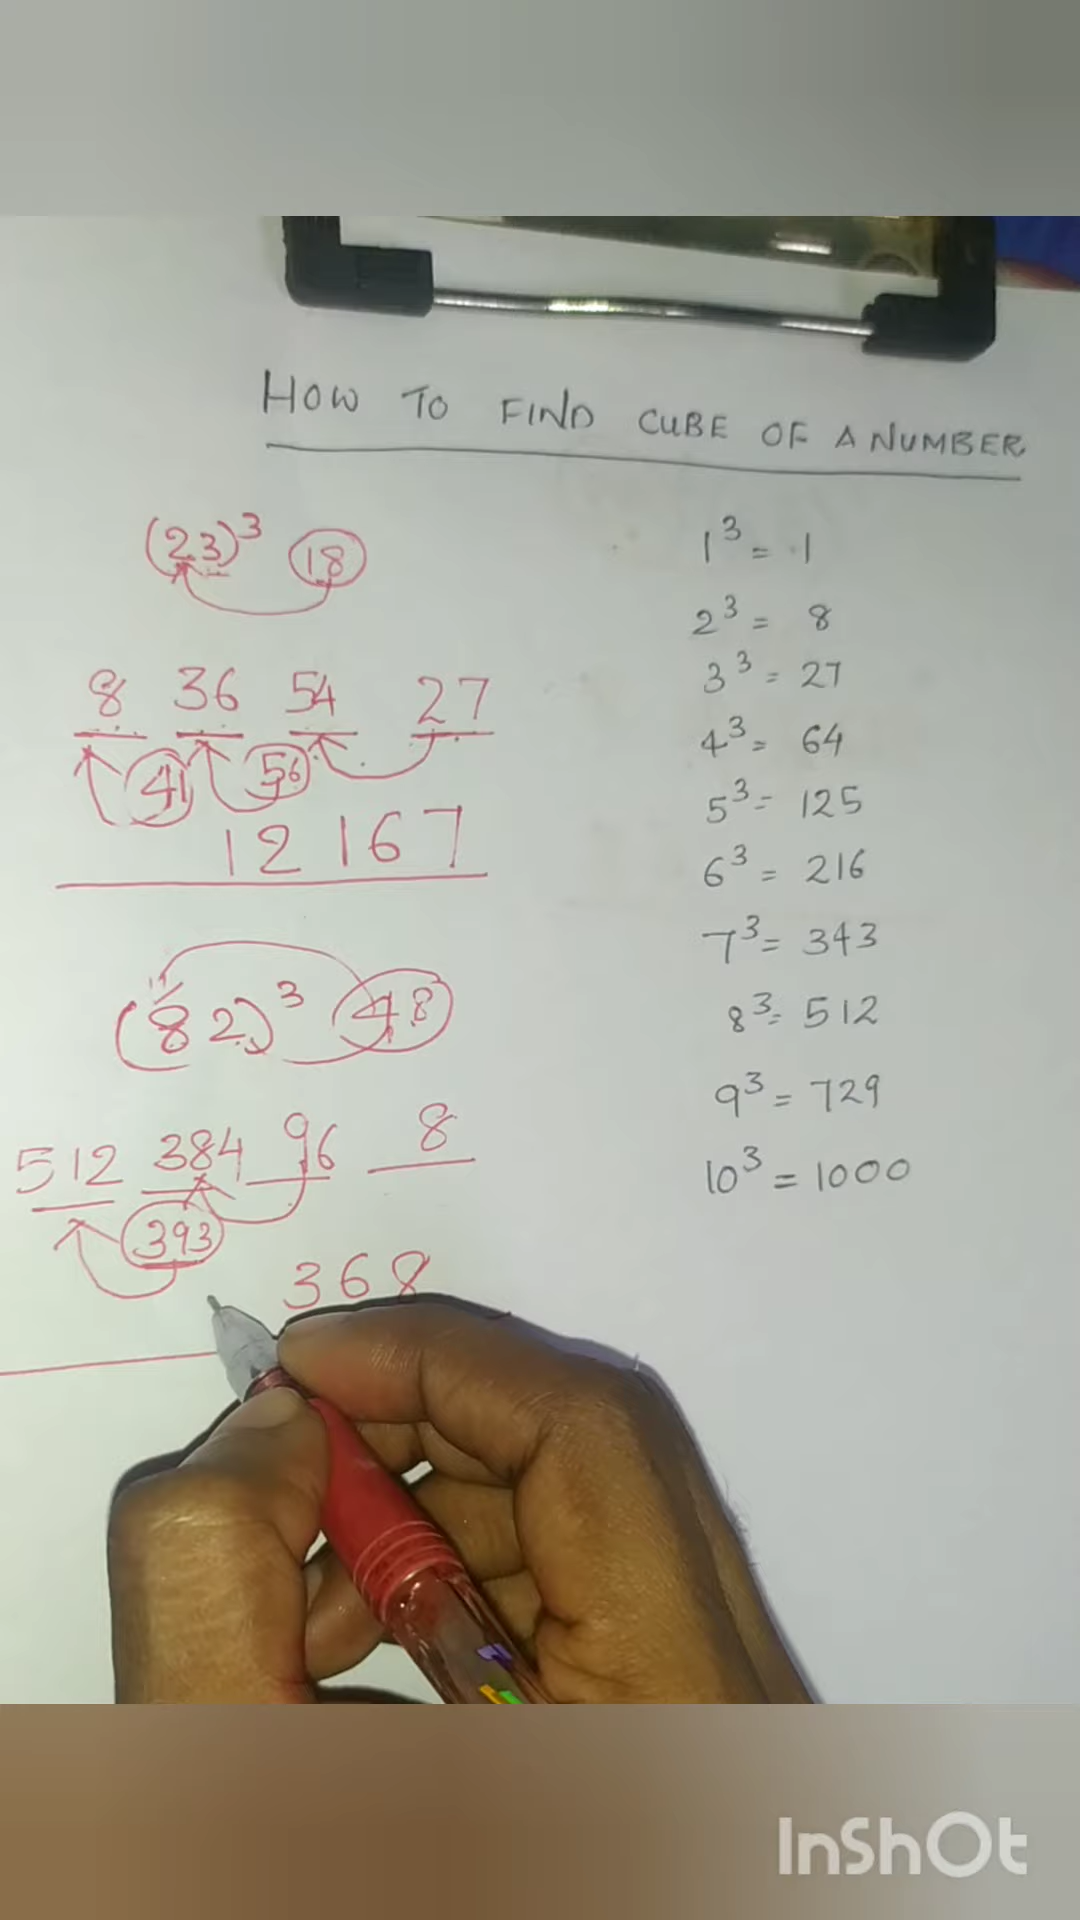 HOW TO FIND CUBE OF A NUMBER
(23)³ 18
8 36 54 27
41 56
12167
(82)³ 48
512 384 96 8
393
368
1³ = 1
2³ = 8
3³ = 27
4³ = 64
5³ = 125
6³ = 216
7³ = 343
8³ = 512
9³ = 729
10³ = 1000
InShOt